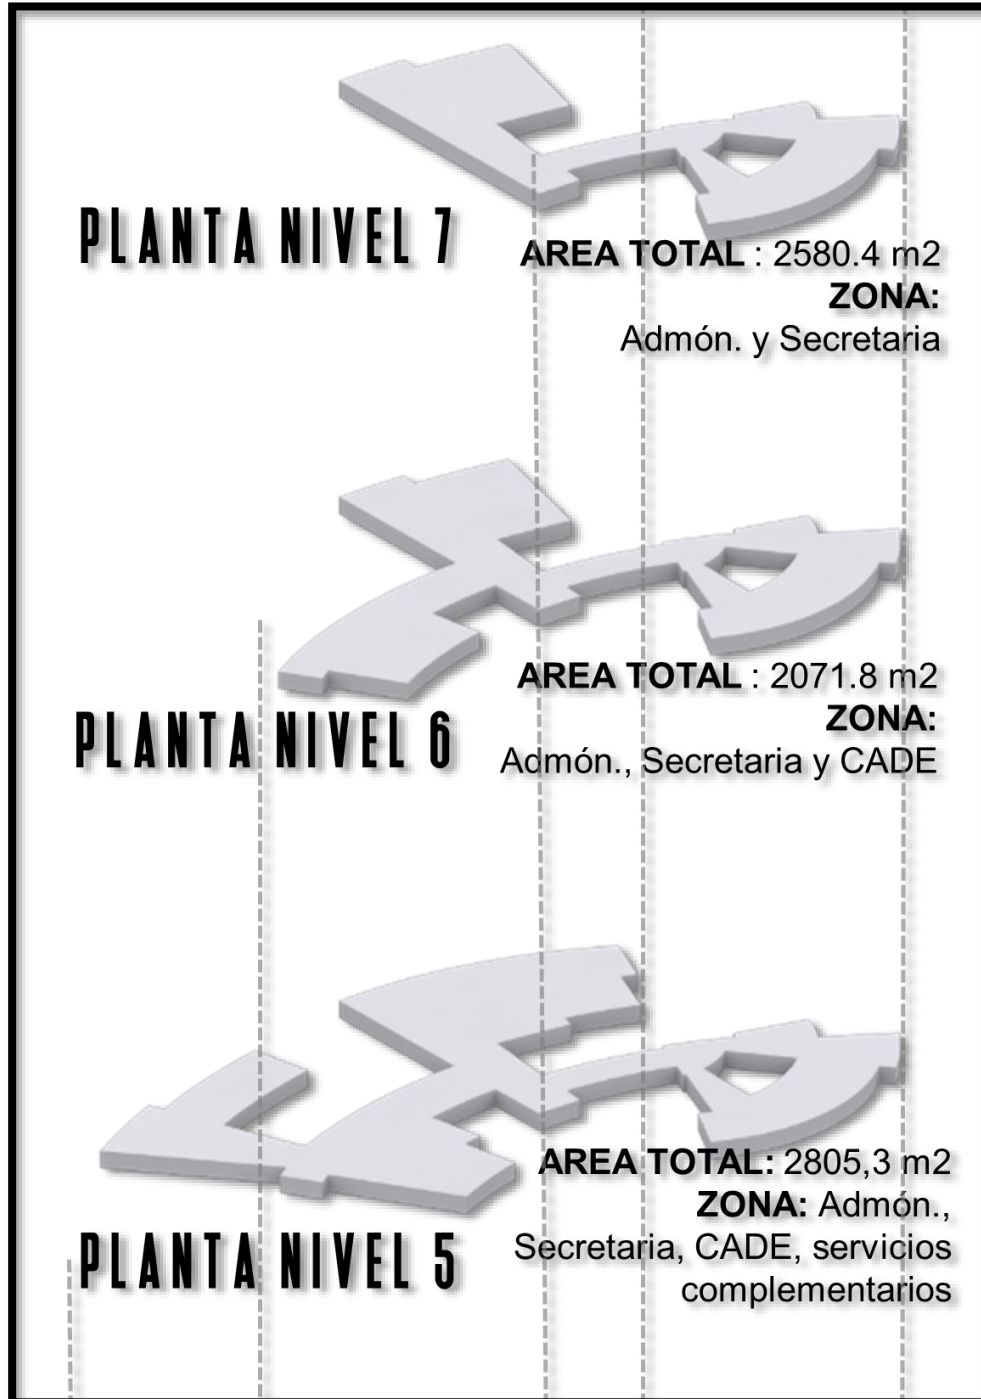 PLANTA NIVEL 7
AREA TOTAL : 2580.4 m2
ZONA:
Admón. y Secretaria
AREA TOTAL : 2071.8 m2
ZONA:
Admón., Secretaria y CADE
PLANTA NIVEL 6
AREA TOTAL: 2805,3 m2
ZONA: Admón.,
Secretaria, CADE, servicios
complementarios
PLANTA NIVEL 5